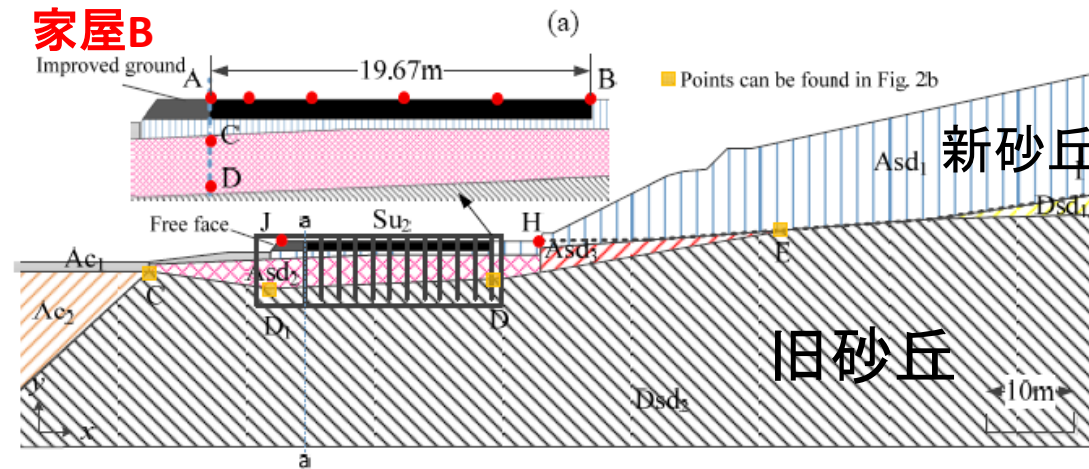 (a)
家屋B
Improved ground
A
19.67m
B
Points can be found in Fig. 2b
C
D
Asd₁
新砂丘
Dsd₁
Free face
J
a
Su₂
H
Asd₃
E
Ac₁
C
Asd₂
D₁
D
Ac₂
旧砂丘
10m
Dsd₂
y
x
a